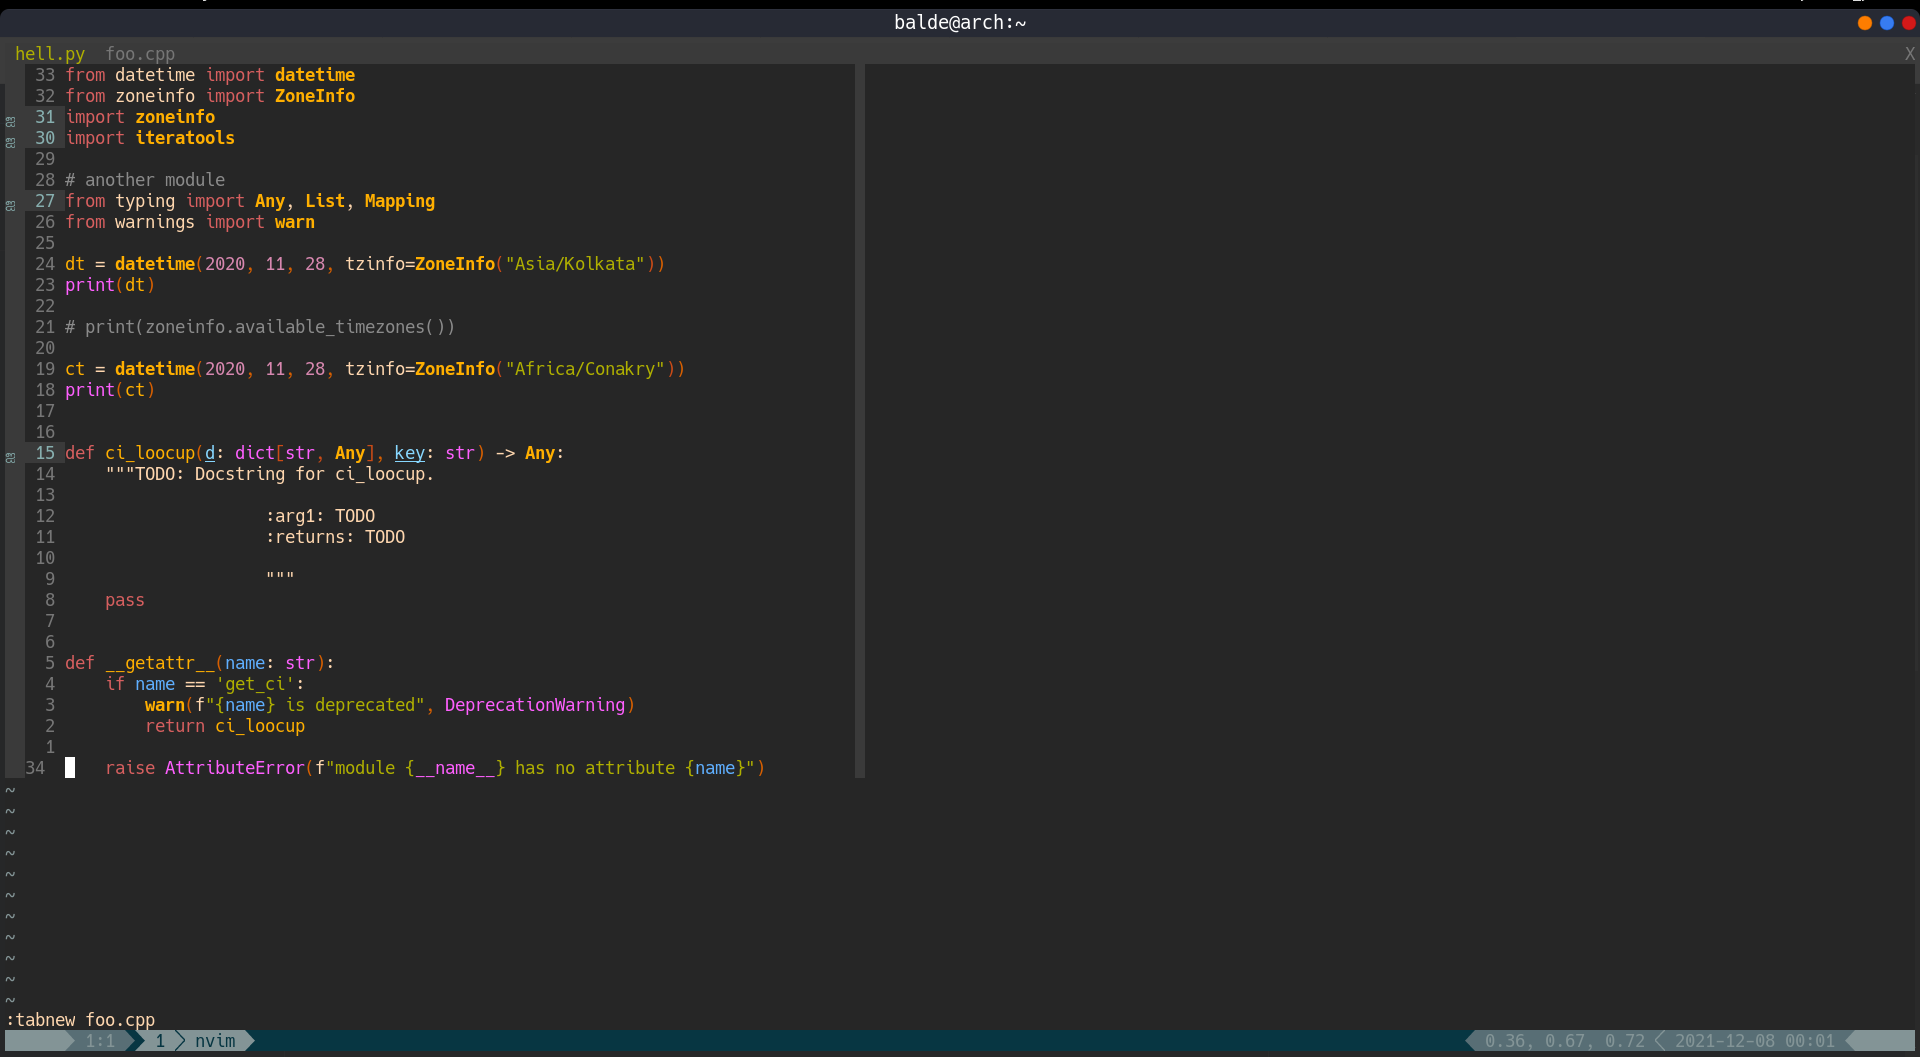 balde@arch:~
hell.py foo.cpp X
33 from datetime import datetime
32 from zoneinfo import ZoneInfo
31 import zoneinfo
30 import iteratools
29
28 # another module
27 from typing import Any, List, Mapping
26 from warnings import warn
25
24 dt = datetime(2020, 11, 28, tzinfo=ZoneInfo("Asia/Kolkata"))
23 print(dt)
22
21 # print(zoneinfo.available_timezones())
20
19 ct = datetime(2020, 11, 28, tzinfo=ZoneInfo("Africa/Conakry"))
18 print(ct)
17
16
15 def ci_loocup(d: dict[str, Any], key: str) -> Any:
14     """TODO: Docstring for ci_loocup.
13
12                     :arg1: TODO
11                     :returns: TODO
10
9                     """
8     pass
7
6
5 def __getattr__(name: str):
4     if name == 'get_ci':
3         warn(f"{name} is deprecated", DeprecationWarning)
2         return ci_loocup
1
34     raise AttributeError(f"module {__name__} has no attribute {name}")
~
~
~
~
~
~
~
~
~
~
~
:tabnew foo.cpp
1:1 1 nvim 0.36, 0.67, 0.72 2021-12-08 00:01